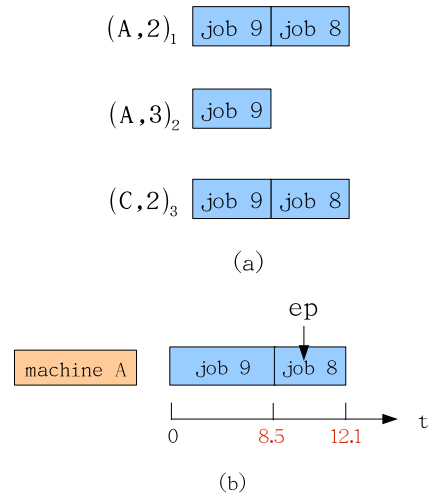 (A,2)₁ job 9 job 8
(A,3)₂ job 9
(C,2)₃ job 9 job 8
(a)
ep
machine A job 9 job 8
t
0 8.5 12.1
(b)